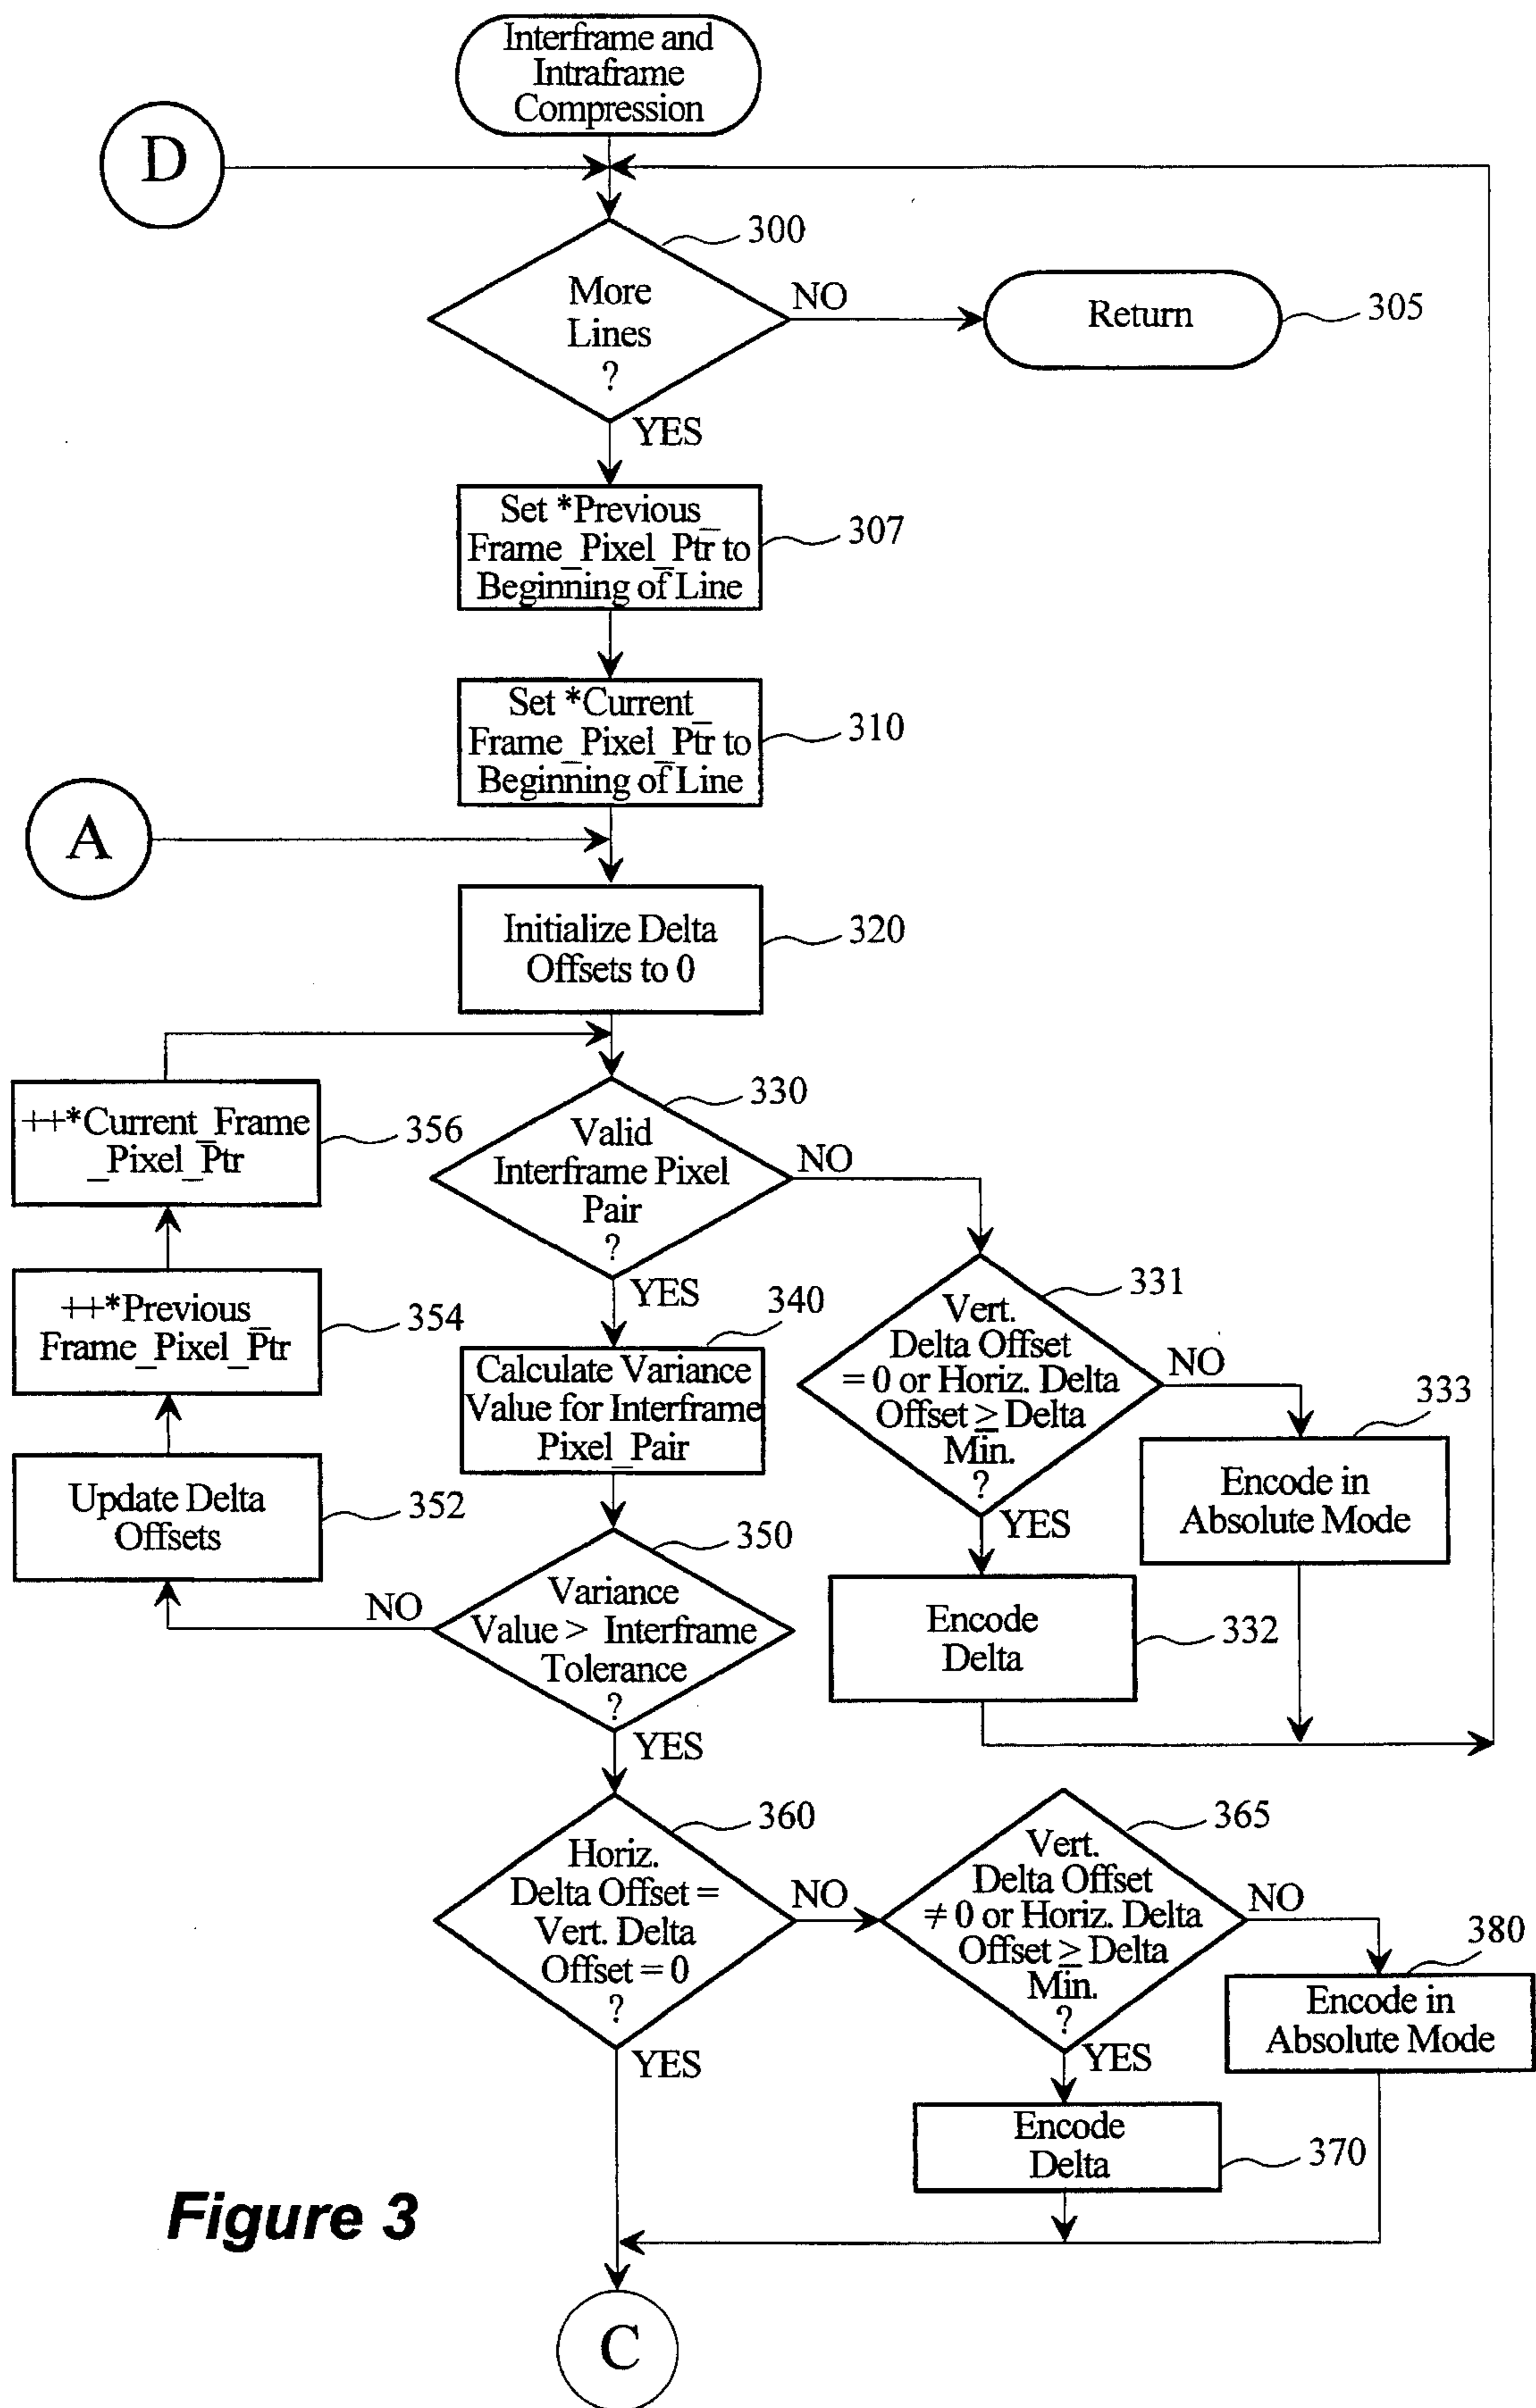 Interframe and
Intraframe
Compression
D
300
More
Lines
?
NO
Return
305
YES
Set *Previous_
Frame_Pixel_Ptr to
Beginning of Line
307
Set *Current_
Frame_Pixel_Ptr to
Beginning of Line
310
A
Initialize Delta
Offsets to 0
320
++*Current_Frame
_Pixel_Ptr
356
330
Valid
Interframe Pixel
Pair
?
NO
YES
++*Previous_
Frame_Pixel_Ptr
354
340
Calculate Variance
Value for Interframe
Pixel_Pair
331
Vert.
Delta Offset
= 0 or Horiz. Delta
Offset ≥ Delta
Min.
?
NO
YES
333
Encode in
Absolute Mode
Update Delta
Offsets
352
350
Variance
Value > Interframe
Tolerance
?
NO
YES
Encode
Delta
332
360
Horiz.
Delta Offset =
Vert. Delta
Offset = 0
?
NO
YES
365
Vert.
Delta Offset
≠ 0 or Horiz. Delta
Offset ≥ Delta
Min.
?
NO
YES
380
Encode in
Absolute Mode
Encode
Delta
370
Figure 3
C